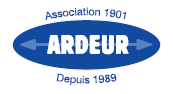 Association 1901
ARDEUR
Depuis 1989